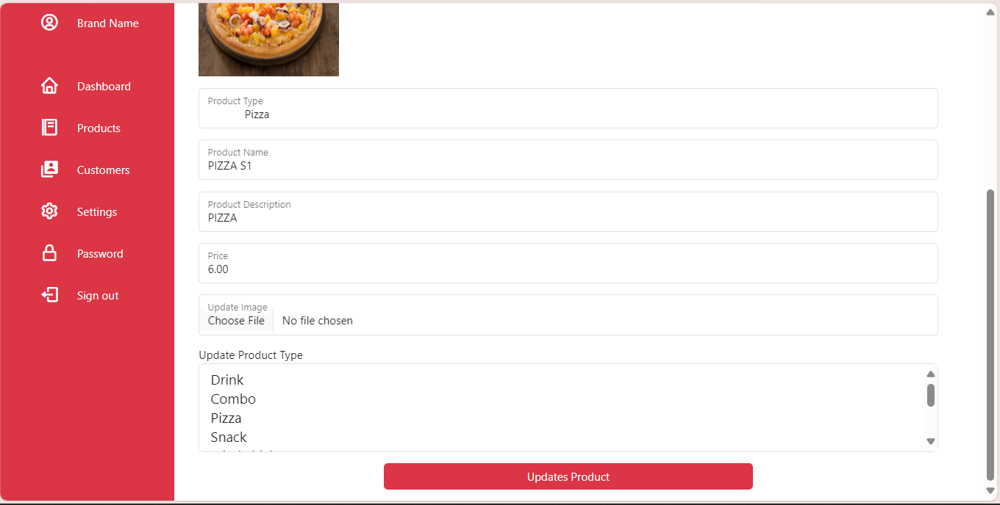 Brand Name
Dashboard
Products
Customers
Settings
Password
Sign out
Product Type
Pizza
Product Name
PIZZA S1
Product Description
PIZZA
Price
6.00
Update Image
Choose File No file chosen
Update Product Type
Drink
Combo
Pizza
Snack
Updates Product